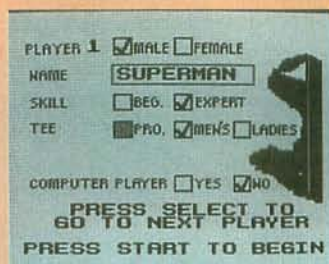 PLAYER 1 MALE FEMALE
NAME SUPERMAN
SKILL BEG. EXPERT
TEE PRO. MEN'S LADIES
COMPUTER PLAYER YES NO
PRESS SELECT TO
GO TO NEXT PLAYER
PRESS START TO BEGIN